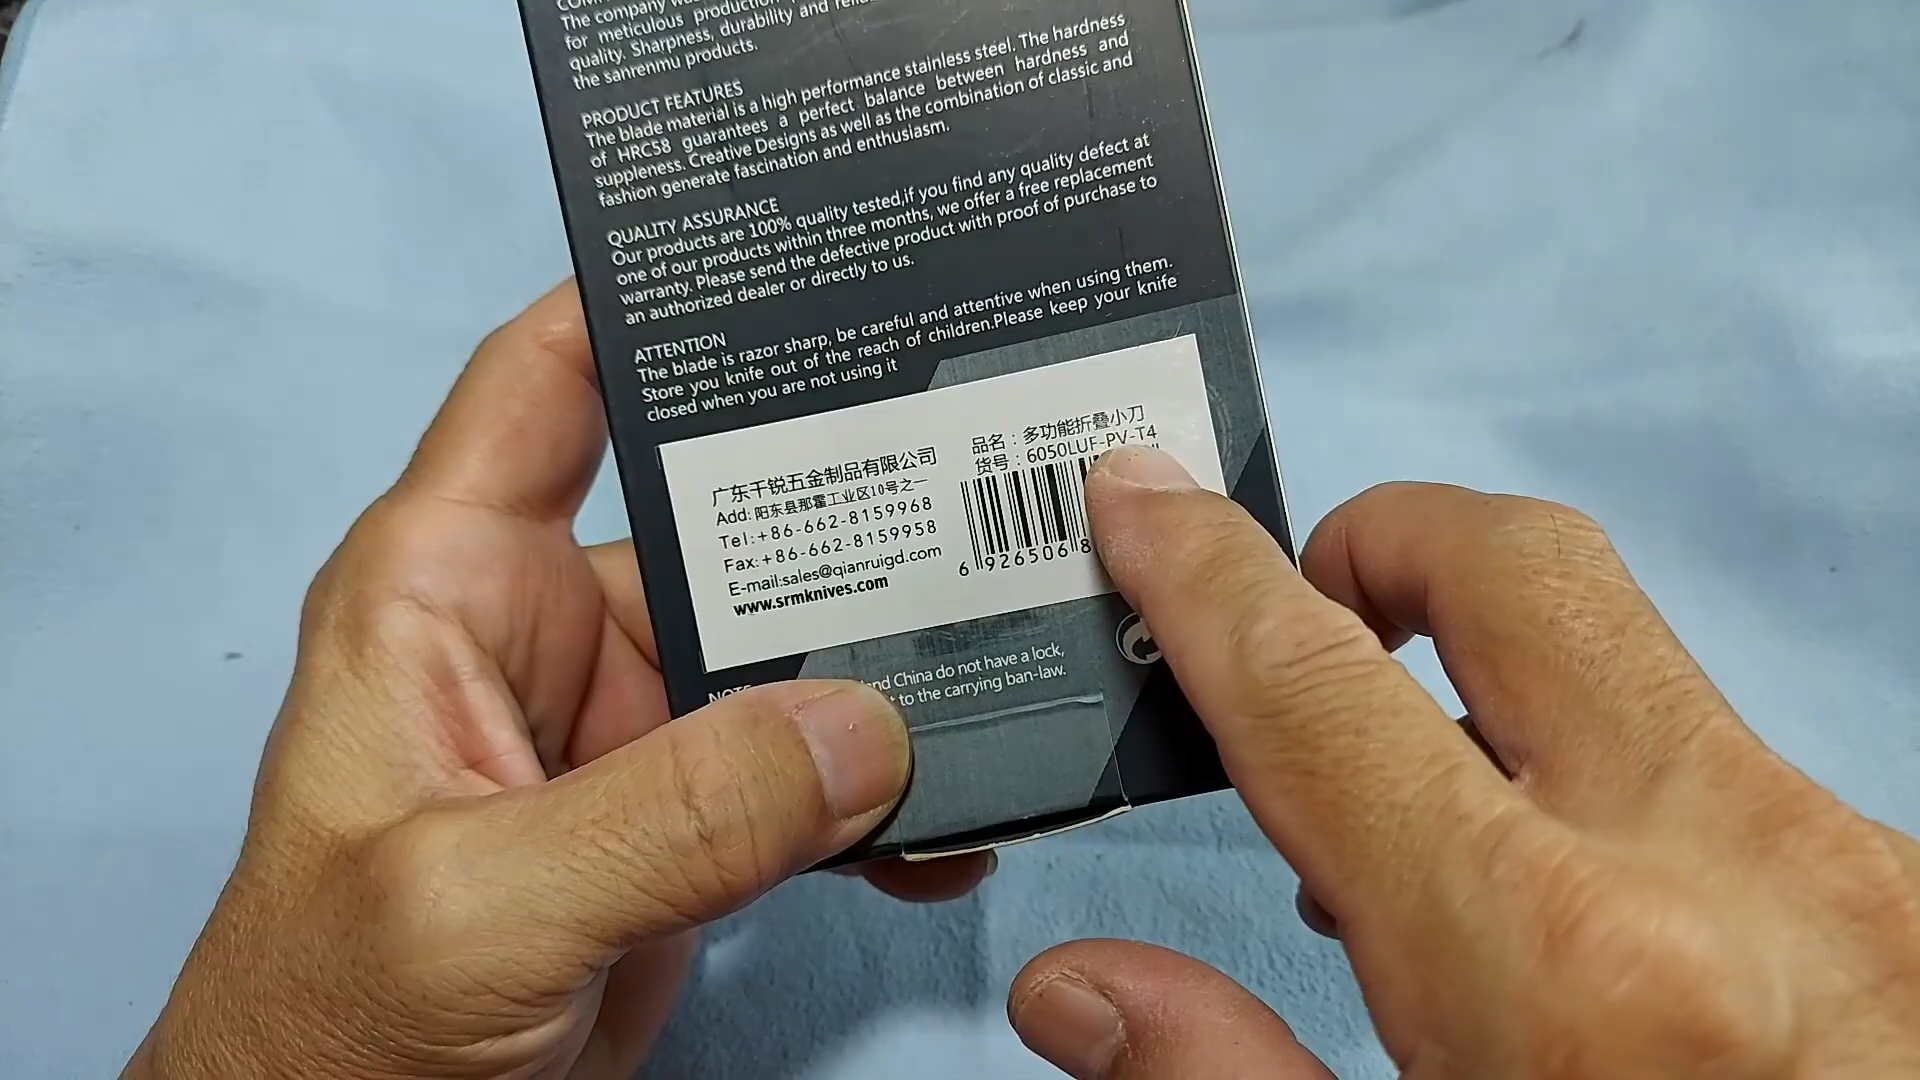 The company
for meticulous production
quality. Sharpness, durability and
the sanrenmu products.
PRODUCT FEATURES
The blade material is a high performance stainless steel. The hardness
of HRC58 guarantees a perfect balance between hardness and
suppleness. Creative Designs as well as the combination of classic and
fashion generate fascination and enthusiasm.
QUALITY ASSURANCE
Our products are 100% quality tested,if you find any quality defect at
one of our products within three months, we offer a free replacement
warranty. Please send the defective product with proof of purchase to
an authorized dealer or directly to us.
ATTENTION
The blade is razor sharp, be careful and attentive when using them.
Store you knife out of the reach of children.Please keep your knife
closed when you are not using it
广东千锐五金制品有限公司
Add: 阳东县那霍工业区10号之一
Tel:+86-662-8159968
Fax:+86-662-8159958
E-mail:sales@qianruigd.com
www.srmknives.com
品名：多功能折叠小刀
货号：6050LUF-PV-T4
6 926506 8
China do not have a lock,
to the carrying ban-law.